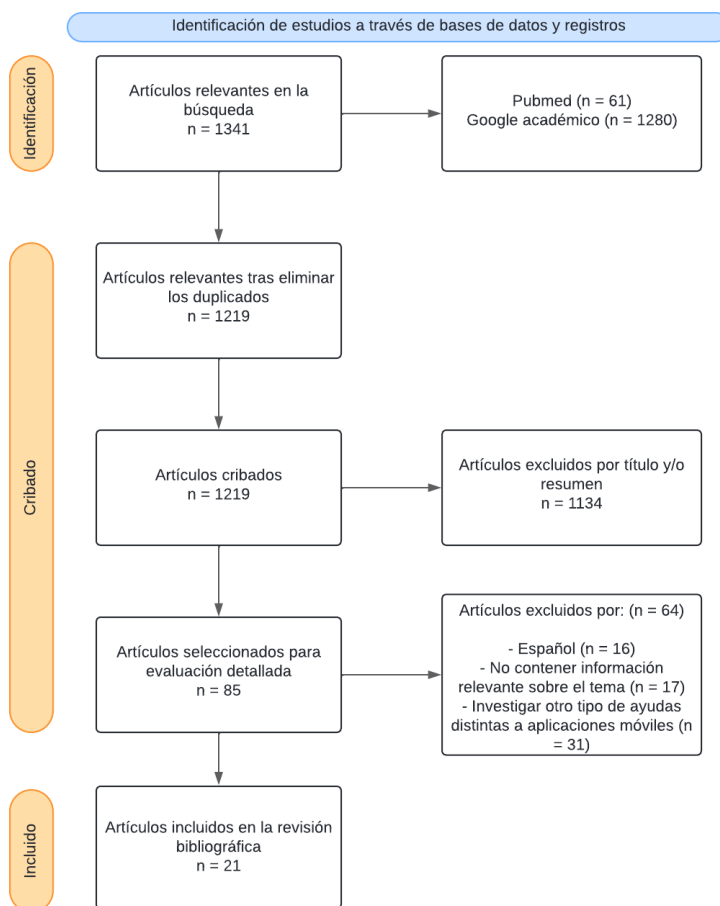 Identificación de estudios a través de bases de datos y registros
Identificación
Artículos relevantes en la
búsqueda
n = 1341
Pubmed (n = 61)
Google académico (n = 1280)
Cribado
Artículos relevantes tras eliminar
los duplicados
n = 1219
Artículos cribados
n = 1219
Artículos excluidos por título y/o
resumen
n = 1134
Artículos seleccionados para
evaluación detallada
n = 85
Artículos excluidos por: (n = 64)
- Español (n = 16)
- No contener información
relevante sobre el tema (n = 17)
- Investigar otro tipo de ayudas
distintas a aplicaciones móviles (n
= 31)
Incluido
Artículos incluidos en la revisión
bibliográfica
n = 21